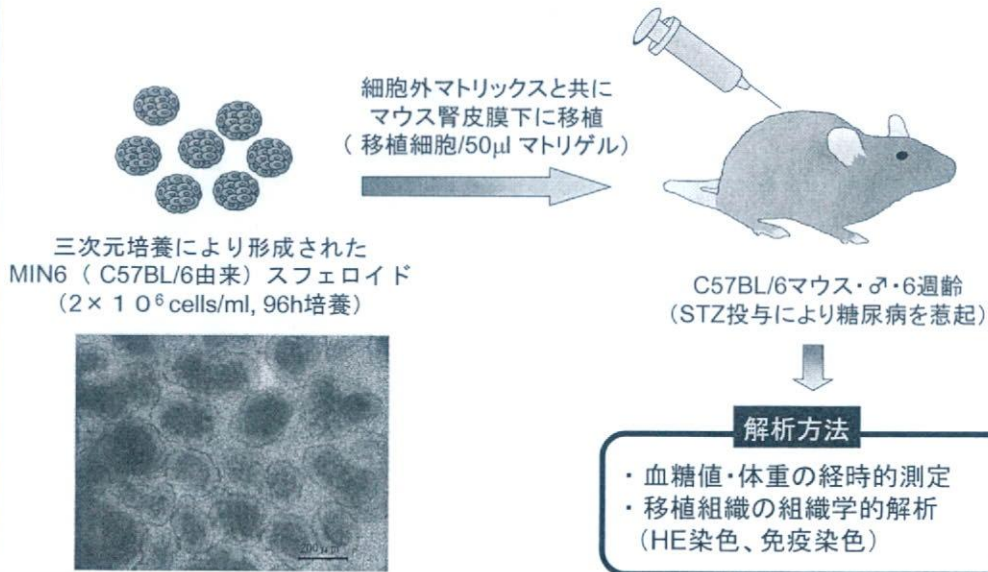 細胞外マトリックスと共に
マウス腎皮膜下に移植
( 移植細胞/50μl マトリゲル)
三次元培養により形成された
MIN6 ( C57BL/6由来) スフェロイド
(2× 10⁶ cells/ml, 96h培養)
200μm
C57BL/6マウス・♂・6週齢
(STZ投与により糖尿病を惹起)
解析方法
・血糖値・体重の経時的測定
・移植組織の組織学的解析
(HE染色、免疫染色)